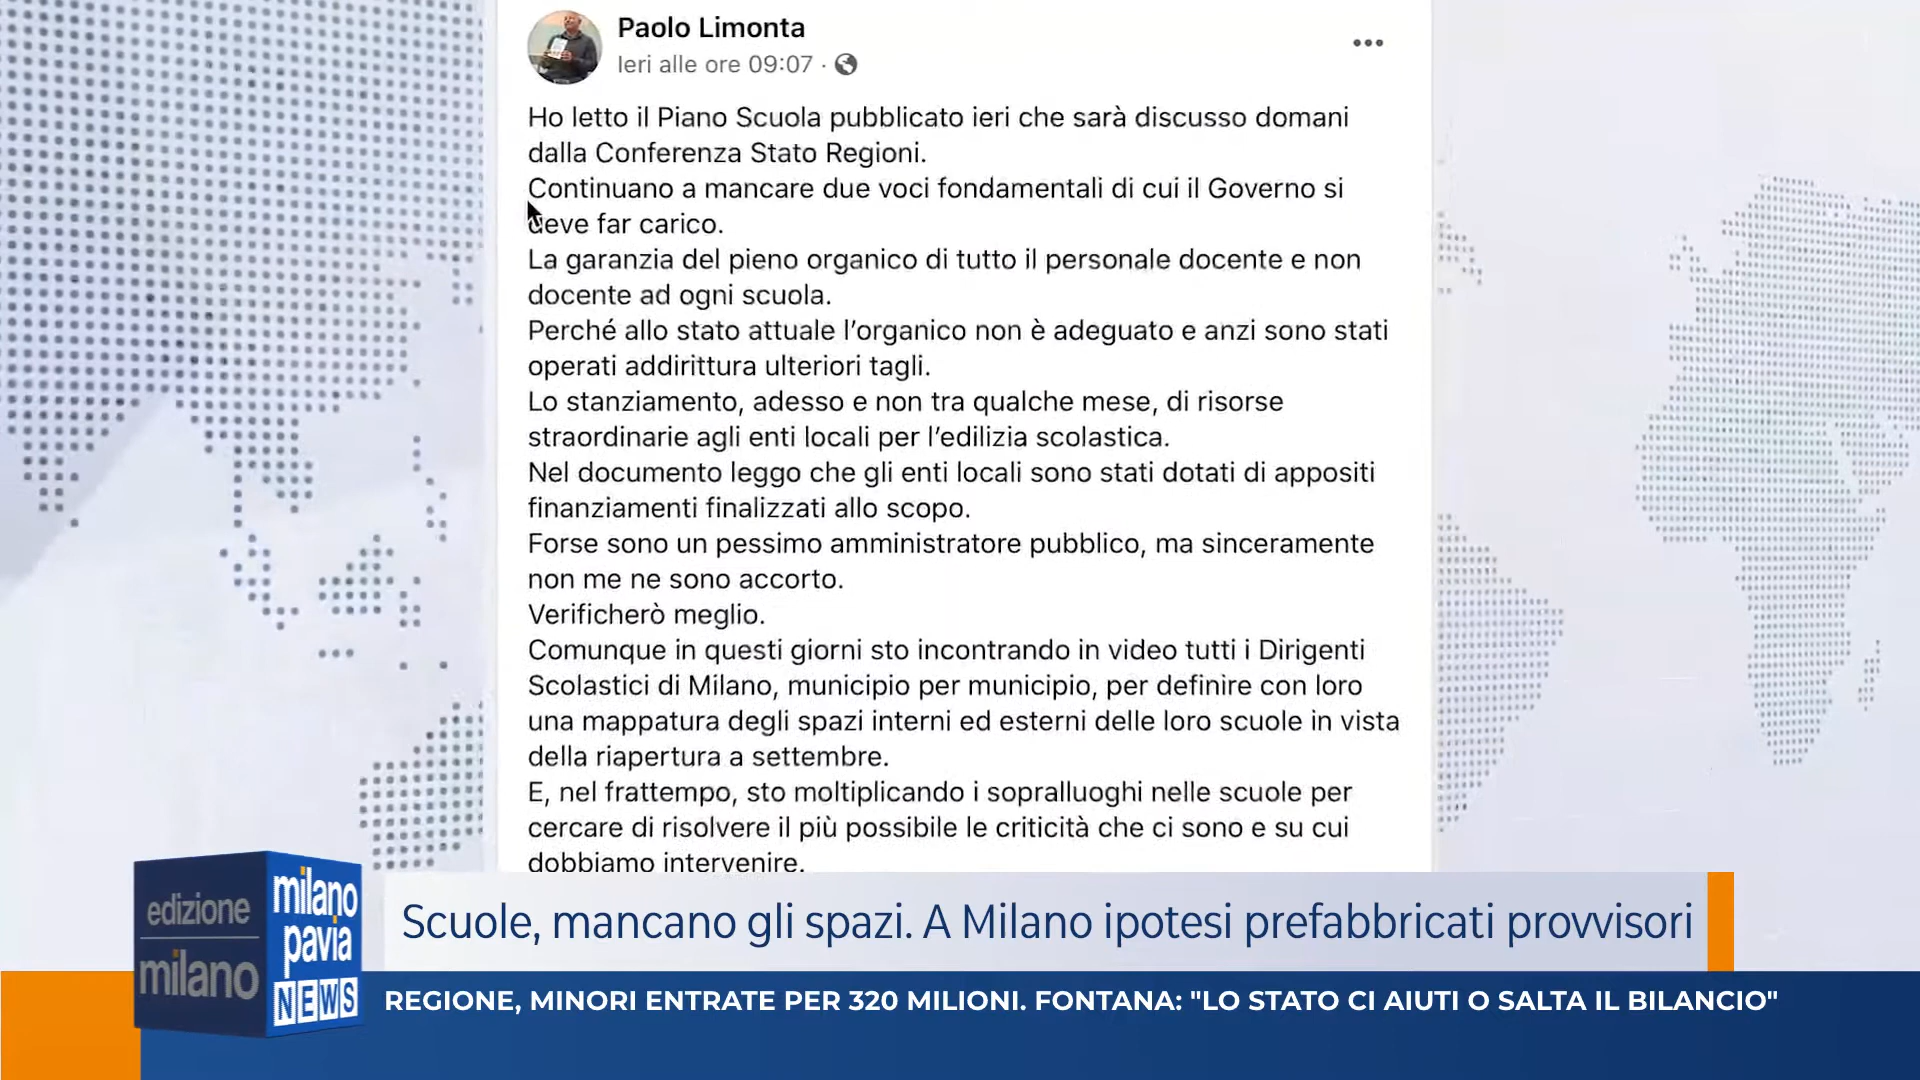 Paolo Limonta
Ieri alle ore 09:07 ·
Ho letto il Piano Scuola pubblicato ieri che sarà discusso domani
dalla Conferenza Stato Regioni.
Continuano a mancare due voci fondamentali di cui il Governo si
deve far carico.
La garanzia del pieno organico di tutto il personale docente e non
docente ad ogni scuola.
Perché allo stato attuale l’organico non è adeguato e anzi sono stati
operati addirittura ulteriori tagli.
Lo stanziamento, adesso e non tra qualche mese, di risorse
straordinarie agli enti locali per l’edilizia scolastica.
Nel documento leggo che gli enti locali sono stati dotati di appositi
finanziamenti finalizzati allo scopo.
Forse sono un pessimo amministratore pubblico, ma sinceramente
non me ne sono accorto.
Verificherò meglio.
Comunque in questi giorni sto incontrando in video tutti i Dirigenti
Scolastici di Milano, municipio per municipio, per definire con loro
una mappatura degli spazi interni ed esterni delle loro scuole in vista
della riapertura a settembre.
E, nel frattempo, sto moltiplicando i sopralluoghi nelle scuole per
cercare di risolvere il più possibile le criticità che ci sono e su cui
dobbiamo intervenire.
edizione
milano
milano
pavia
NEWS
Scuole, mancano gli spazi. A Milano ipotesi prefabbricati provvisori
REGIONE, MINORI ENTRATE PER 320 MILIONI. FONTANA: "LO STATO CI AIUTI O SALTA IL BILANCIO"